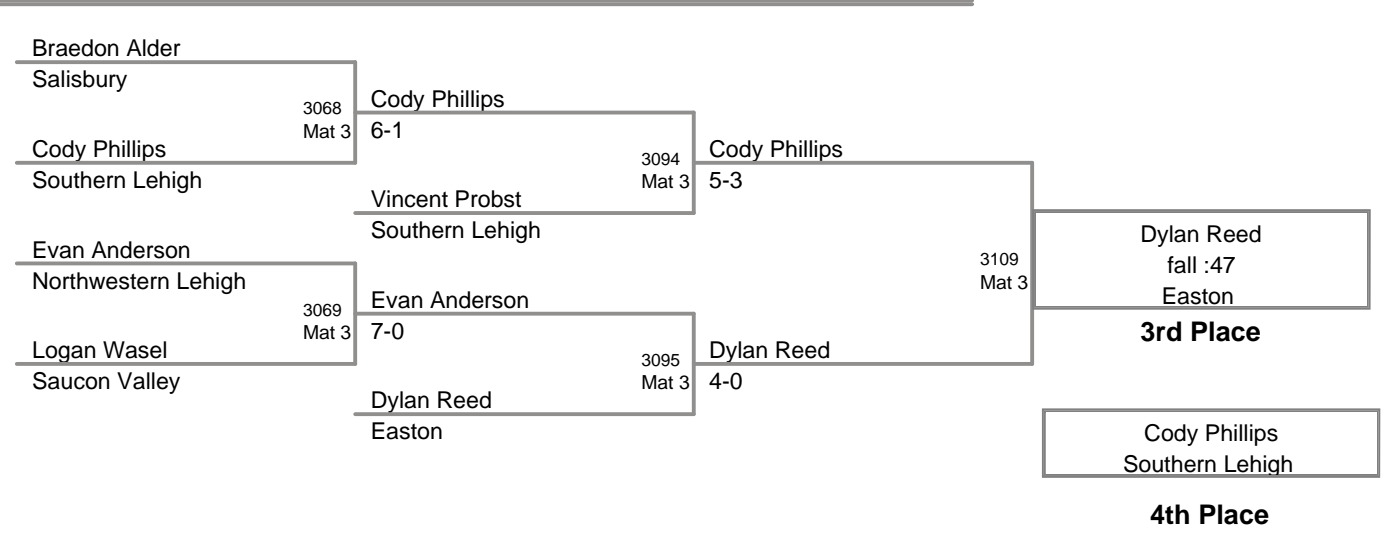 Braedon Alder
Salisbury
3068
Mat 3
Cody Phillips
Southern Lehigh
Evan Anderson
Northwestern Lehigh
3069
Mat 3
Logan Wasel
Saucon Valley
Cody Phillips
6-1
3094
Mat 3
Vincent Probst
Southern Lehigh
Evan Anderson
7-0
3095
Mat 3
Dylan Reed
Easton
Cody Phillips
5-3
3109
Mat 3
Dylan Reed
4-0
Dylan Reed
fall :47
Easton
3rd Place
Cody Phillips
Southern Lehigh
4th Place